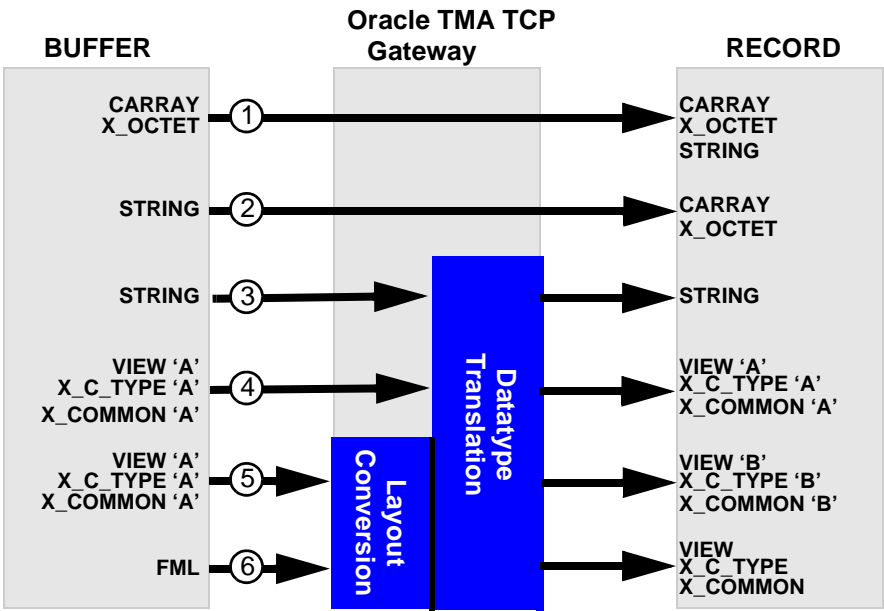 Oracle TMA TCP
Gateway
BUFFER
RECORD
CARRAY
X_OCTET
1
CARRAY
X_OCTET
STRING
STRING
2
CARRAY
X_OCTET
STRING
3
STRING
VIEW ‘A’
X_C_TYPE ‘A’
X_COMMON ‘A’
4
VIEW ‘A’
X_C_TYPE ‘A’
X_COMMON ‘A’
VIEW ‘A’
X_C_TYPE ‘A’
X_COMMON ‘A’
5
VIEW ‘B’
X_C_TYPE ‘B’
X_COMMON ‘B’
FML
6
VIEW
X_C_TYPE
X_COMMON
Layout
Conversion
Datatype
Translation